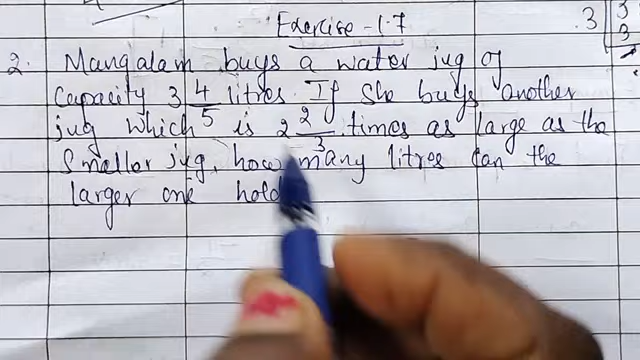 Exercise - 1.7
.3 3
3
2. Mangalam buys a water jug of
capacity 3 4/5 litres. If she buys another
jug which is 2 2/3 times as large as the
smaller jug, how many litres can the
larger one hold